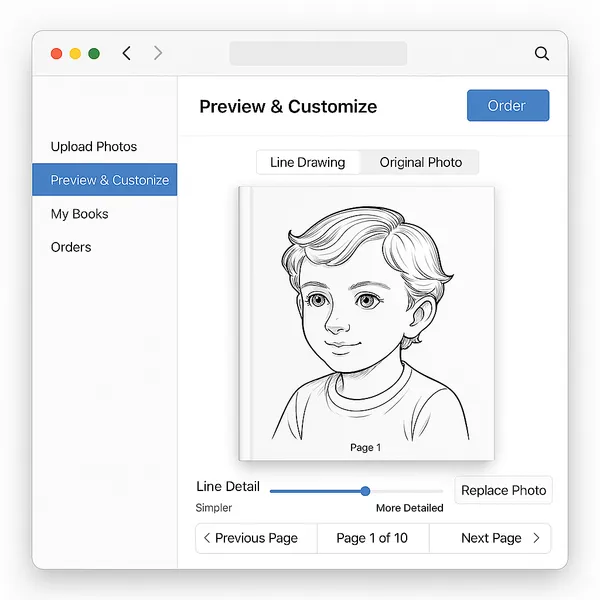 Preview & Customize
Order
Upload Photos
Preview & Custonize
My Books
Orders
Line Drawing
Original Photo
Page 1
Line Detail
Simpler
More Detailed
Replace Photo
Previous Page
Page 1 of 10
Next Page